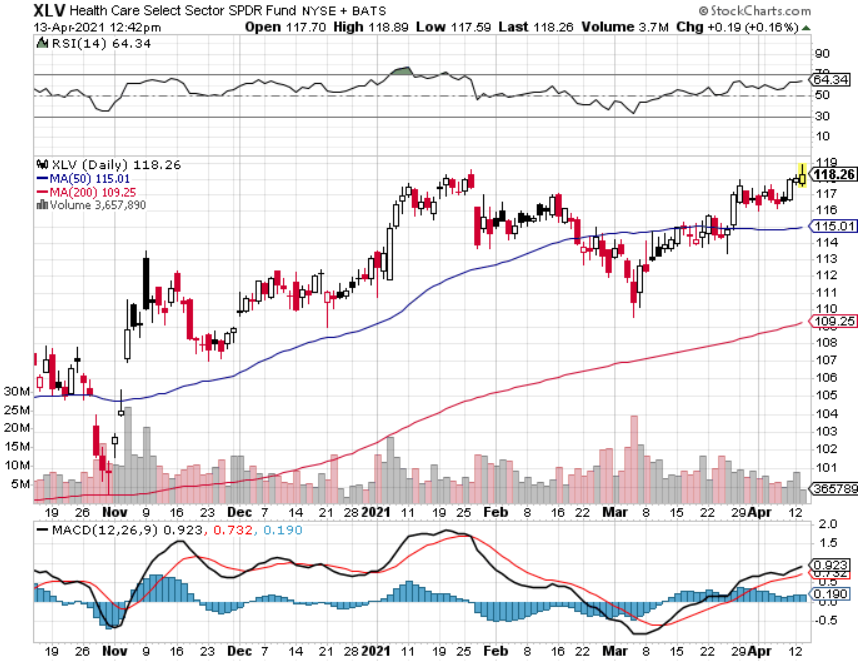 XLV Health Care Select Sector SPDR Fund NYSE + BATS © StockCharts.com
13-Apr-2021 12:42pm Open 117.70 High 118.89 Low 117.59 Last 118.26 Volume 3.7M Chg +0.19 (+0.16%)
RSI(14) 64.34
90
70
64.34
50
30
10
XLV (Daily) 118.26
MA(50) 115.01
MA(200) 109.25
Volume 3,657,890
119
118.26
117
116
115.01
114
113
112
111
110
109.25
108
107
106
105
104
103
102
101
30M
25M
20M
15M
10M
5M
3657890
19 26 Nov 9 16 23 Dec 7 14 21 28 2021 11 19 25 Feb 8 16 22 Mar 8 15 22 29 Apr 12
MACD(12,26,9) 0.923, 0.732, 0.190
2.0
1.5
0.923
0.732
0.5
0.190
0.0
-0.5
19 26 Nov 9 16 23 Dec 7 14 21 28 2021 11 19 25 Feb 8 16 22 Mar 8 15 22 29 Apr 12